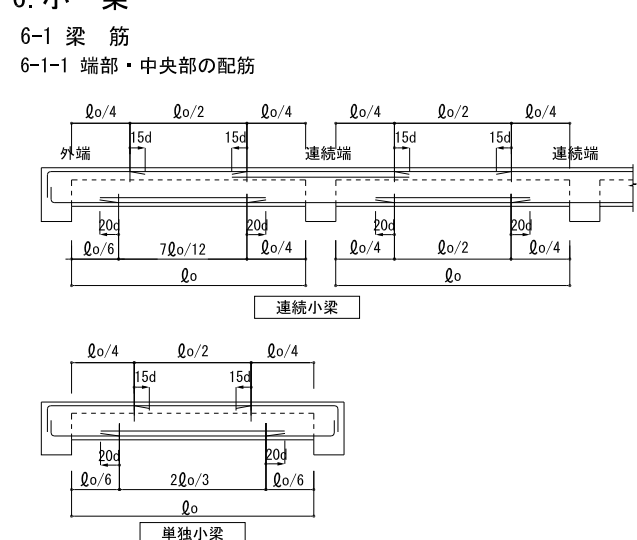 6. 小 梁
6-1 梁 筋
6-1-1 端部・中央部の配筋
ℓo/4 ℓo/2 ℓo/4 ℓo/4 ℓo/2 ℓo/4
15d 15d 15d 15d
外端 連続端 連続端
20d 20d 20d 20d
ℓo/6 7ℓo/12 ℓo/4 ℓo/4 ℓo/2 ℓo/4
ℓo ℓo
連続小梁
ℓo/4 ℓo/2 ℓo/4
15d 15d
20d 20d
ℓo/6 2ℓo/3 ℓo/6
ℓo
単独小梁